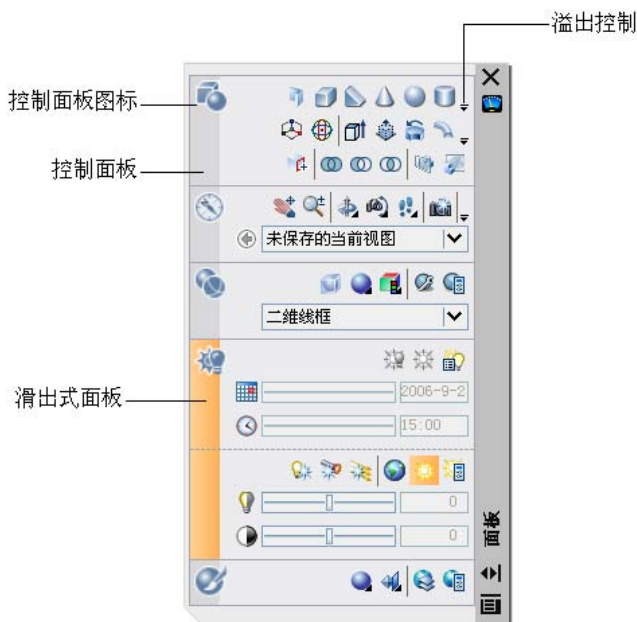 溢出控制
控制面板图标
控制面板
未保存的当前视图
二维线框
滑出式面板
2006-9-2
15:00
0
0
面板